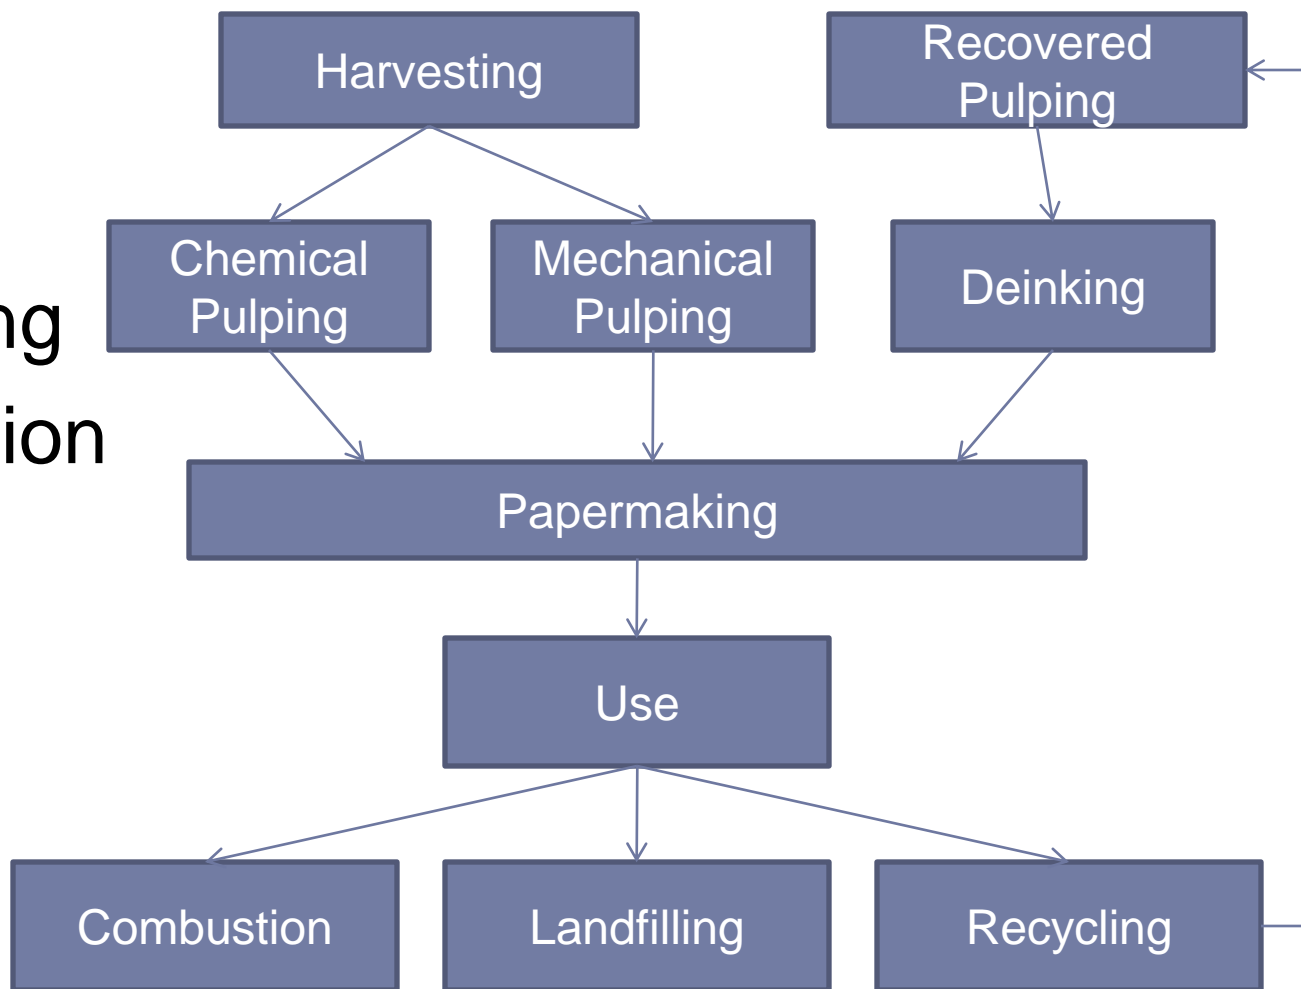 Harvesting
Recovered
Pulping
Chemical
Pulping
Mechanical
Pulping
Deinking
Papermaking
Use
Combustion
Landfilling
Recycling